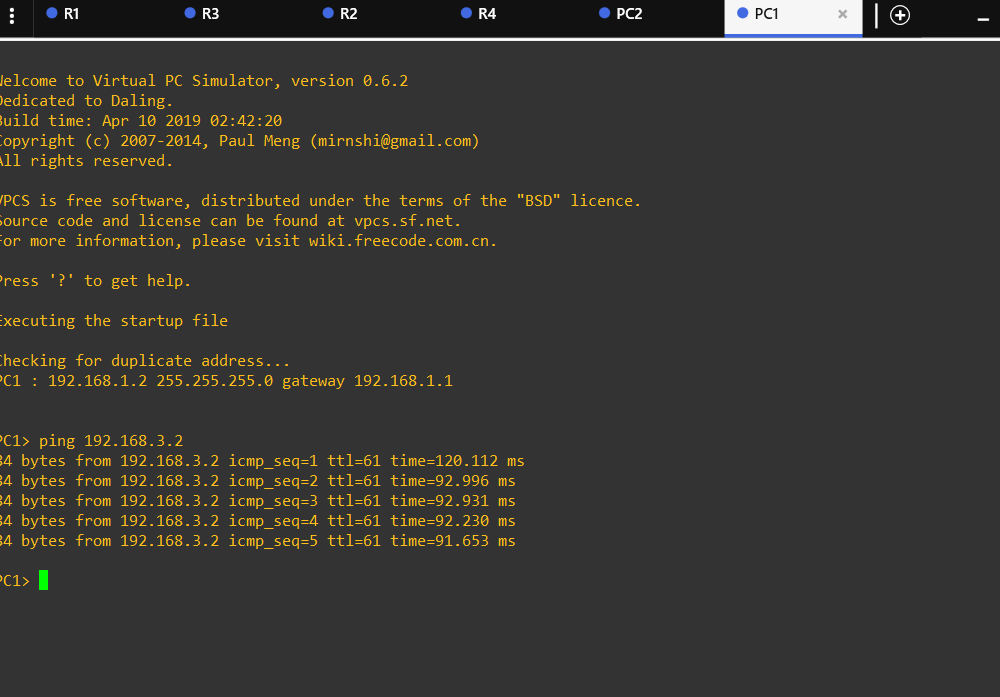 R1 R3 R2 R4 PC2 PC1
Welcome to Virtual PC Simulator, version 0.6.2
Dedicated to Daling.
Build time: Apr 10 2019 02:42:20
Copyright (c) 2007-2014, Paul Meng (mirnshi@gmail.com)
All rights reserved.
VPCS is free software, distributed under the terms of the "BSD" licence.
Source code and license can be found at vpcs.sf.net.
For more information, please visit wiki.freecode.com.cn.
Press '?' to get help.
Executing the startup file
Checking for duplicate address...
PC1 : 192.168.1.2 255.255.255.0 gateway 192.168.1.1
PC1> ping 192.168.3.2
84 bytes from 192.168.3.2 icmp_seq=1 ttl=61 time=120.112 ms
84 bytes from 192.168.3.2 icmp_seq=2 ttl=61 time=92.996 ms
84 bytes from 192.168.3.2 icmp_seq=3 ttl=61 time=92.931 ms
84 bytes from 192.168.3.2 icmp_seq=4 ttl=61 time=92.230 ms
84 bytes from 192.168.3.2 icmp_seq=5 ttl=61 time=91.653 ms
PC1>